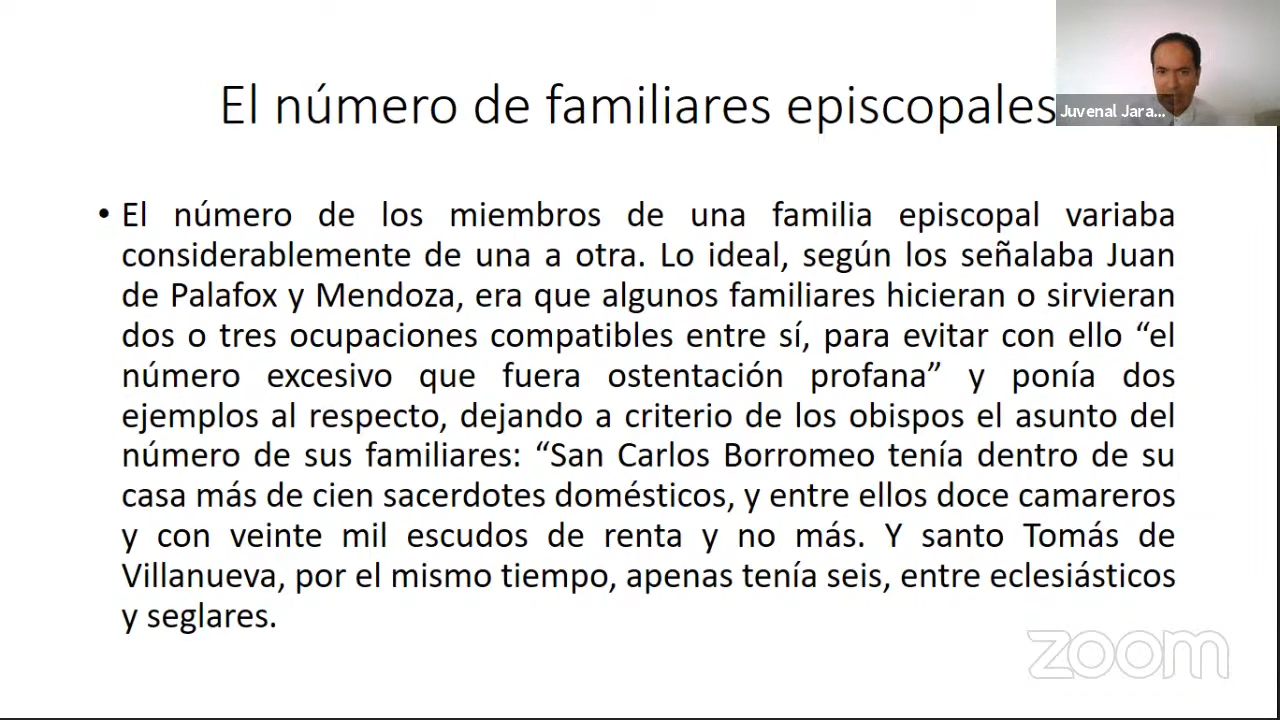 El número de familiares episcopales
Juvenal Jara...
• El número de los miembros de una familia episcopal variaba
considerablemente de una a otra. Lo ideal, según los señalaba Juan
de Palafox y Mendoza, era que algunos familiares hicieran o sirvieran
dos o tres ocupaciones compatibles entre sí, para evitar con ello “el
número excesivo que fuera ostentación profana” y ponía dos
ejemplos al respecto, dejando a criterio de los obispos el asunto del
número de sus familiares: “San Carlos Borromeo tenía dentro de su
casa más de cien sacerdotes domésticos, y entre ellos doce camareros
y con veinte mil escudos de renta y no más. Y santo Tomás de
Villanueva, por el mismo tiempo, apenas tenía seis, entre eclesiásticos
y seglares.
zoom